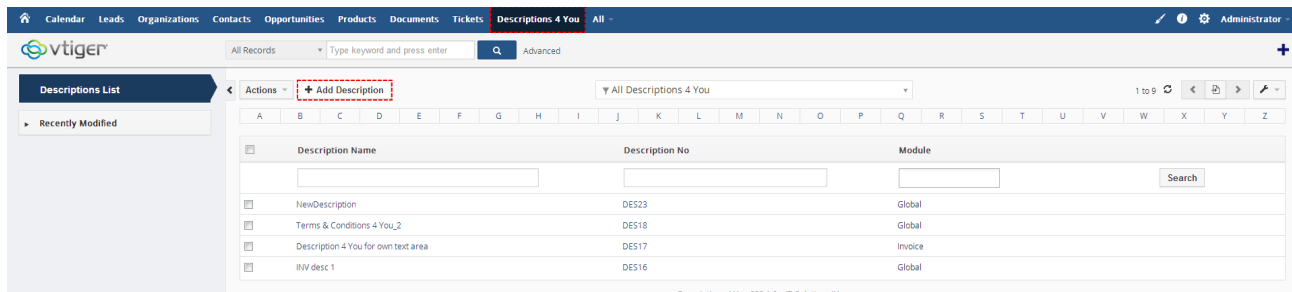 Calendar Leads Organizations Contacts Opportunities Products Documents Tickets Descriptions 4 You All Administrator
vtiger All Records Type keyword and press enter Advanced
Descriptions List Actions + Add Description All Descriptions 4 You 1 to 9
Recently Modified A B C D E F G H I J K L M N O P Q R S T U V W X Y Z
Description Name Description No Module
Search
NewDescription DES23 Global
Terms & Conditions 4 You_2 DES18 Global
Description 4 You for own text area DES17 Invoice
INV desc 1 DES16 Global